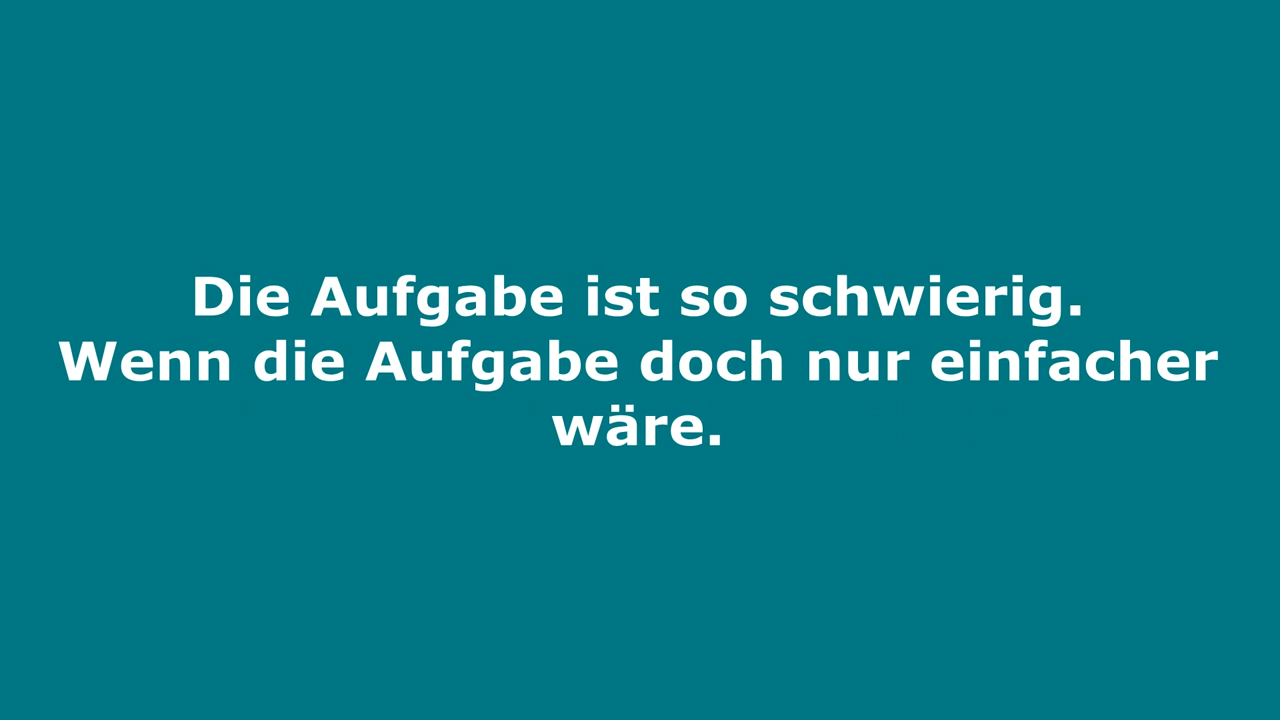 Die Aufgabe ist so schwierig.
Wenn die Aufgabe doch nur einfacher
wäre.